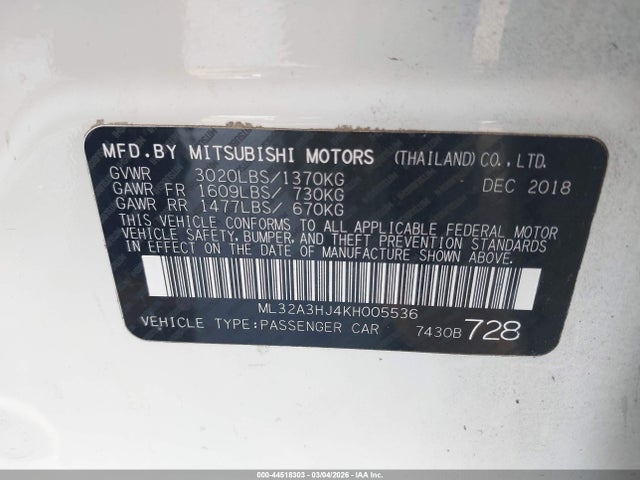 MFD.BY MITSUBISHI MOTORS (THAILAND) CO., LTD.
GVWR 3020LBS/1370KG DEC 2018
GAWR FR 1609LBS/ 730KG
GAWR RR 1477LBS/ 670KG
THIS VEHICLE CONFORMS TO ALL APPLICABLE FEDERAL MOTOR
VEHICLE SAFETY, BUMPER, AND THEFT PREVENTION STANDARDS
IN EFFECT ON THE DATE OF MANUFACTURE SHOWN ABOVE.
ML32A3HJ4KH005536
VEHICLE TYPE:PASSENGER CAR 7430B 728
000-44518303 - 03/04/2026 - IAAI.COM